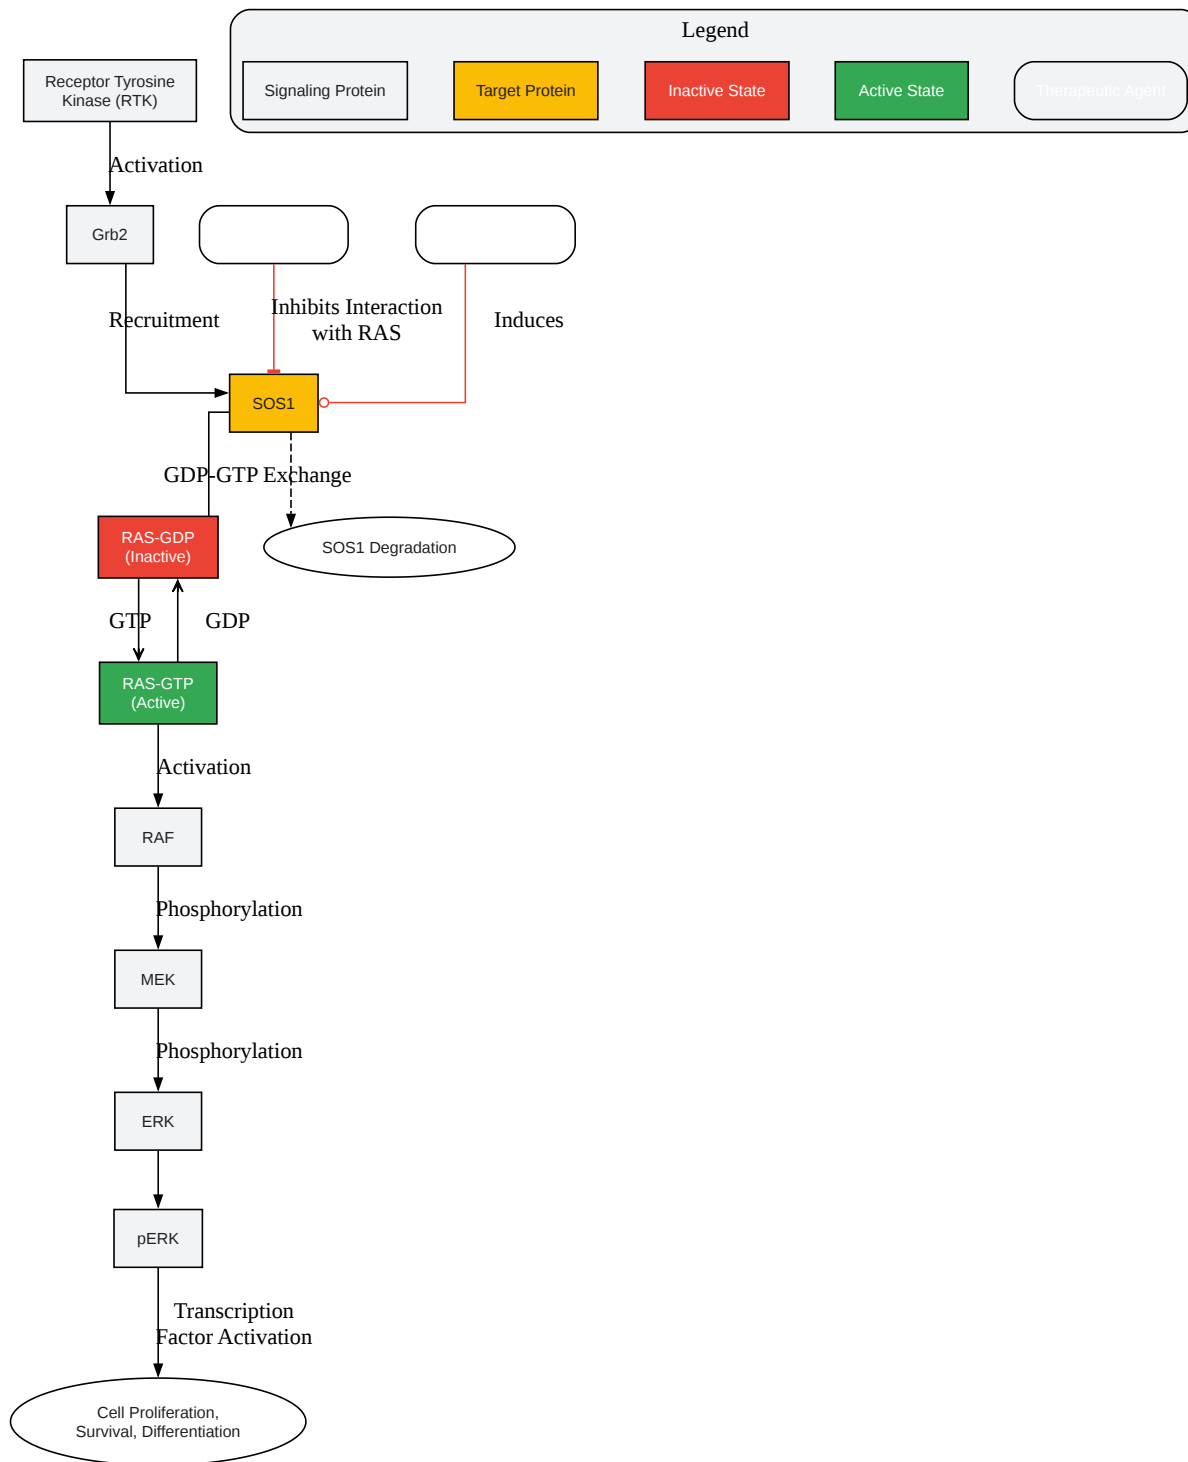 Legend
Signaling Protein
Target Protein
Inactive State
Active State
Therapeutic Agent
Receptor Tyrosine
Kinase (RTK)
Activation
Grb2
Recruitment
Inhibits Interaction
with RAS
Induces
SOS1
GDP-GTP Exchange
RAS-GDP
(Inactive)
SOS1 Degradation
GTP
GDP
RAS-GTP
(Active)
Activation
RAF
Phosphorylation
MEK
Phosphorylation
ERK
pERK
Transcription
Factor Activation
Cell Proliferation,
Survival, Differentiation